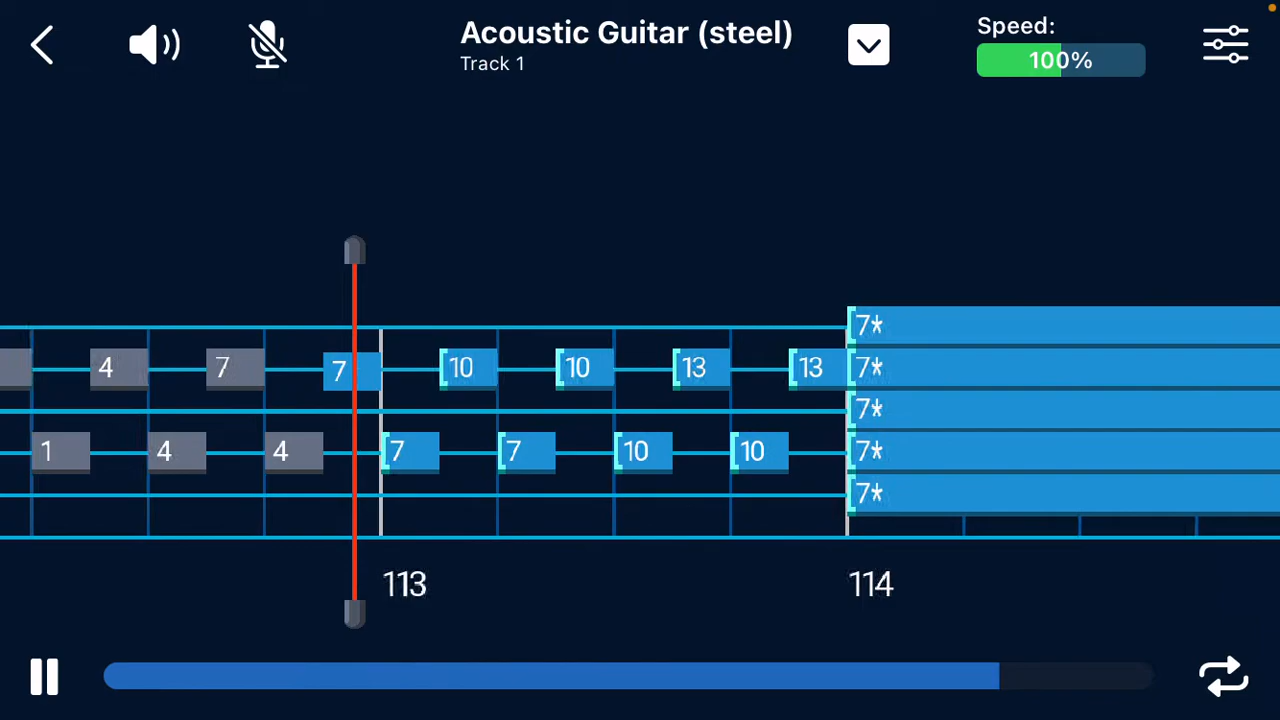 Acoustic Guitar (steel)
Track 1
Speed:
100%
7*
4 7 7 10 10 13 13 7*
7*
1 4 4 7 7 10 10 7*
7*
113 114